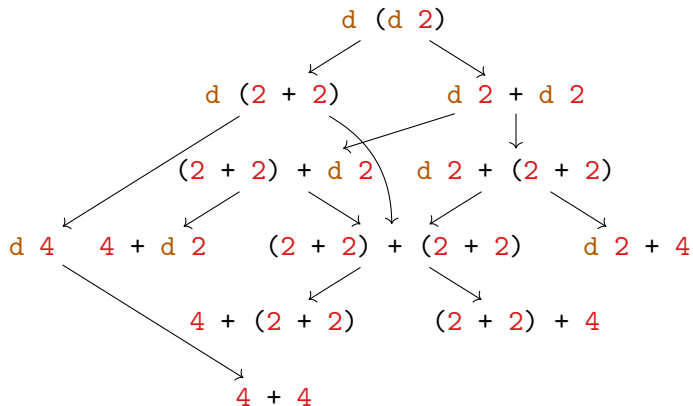 d (d 2)
d (2 + 2) d 2 + d 2
(2 + 2) + d 2 d 2 + (2 + 2)
d 4 4 + d 2 (2 + 2) + (2 + 2) d 2 + 4
4 + (2 + 2) (2 + 2) + 4
4 + 4